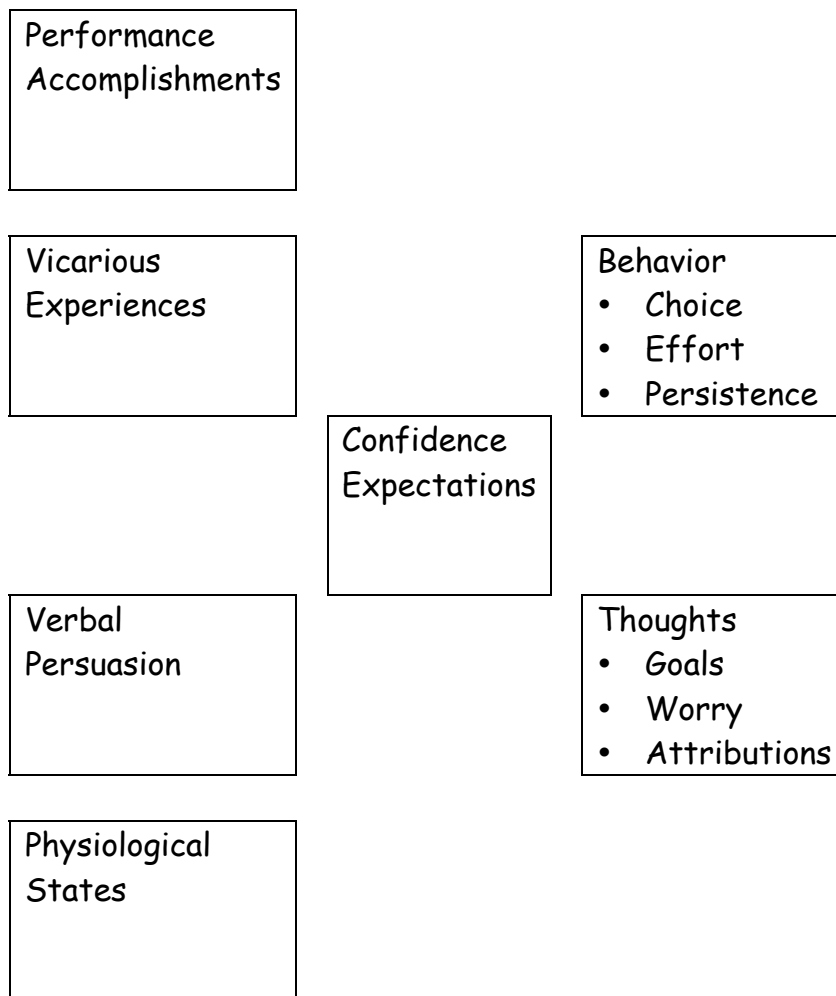 Performance
Accomplishments
Vicarious
Experiences
Behavior
• Choice
• Effort
• Persistence
Confidence
Expectations
Verbal
Persuasion
Thoughts
• Goals
• Worry
• Attributions
Physiological
States